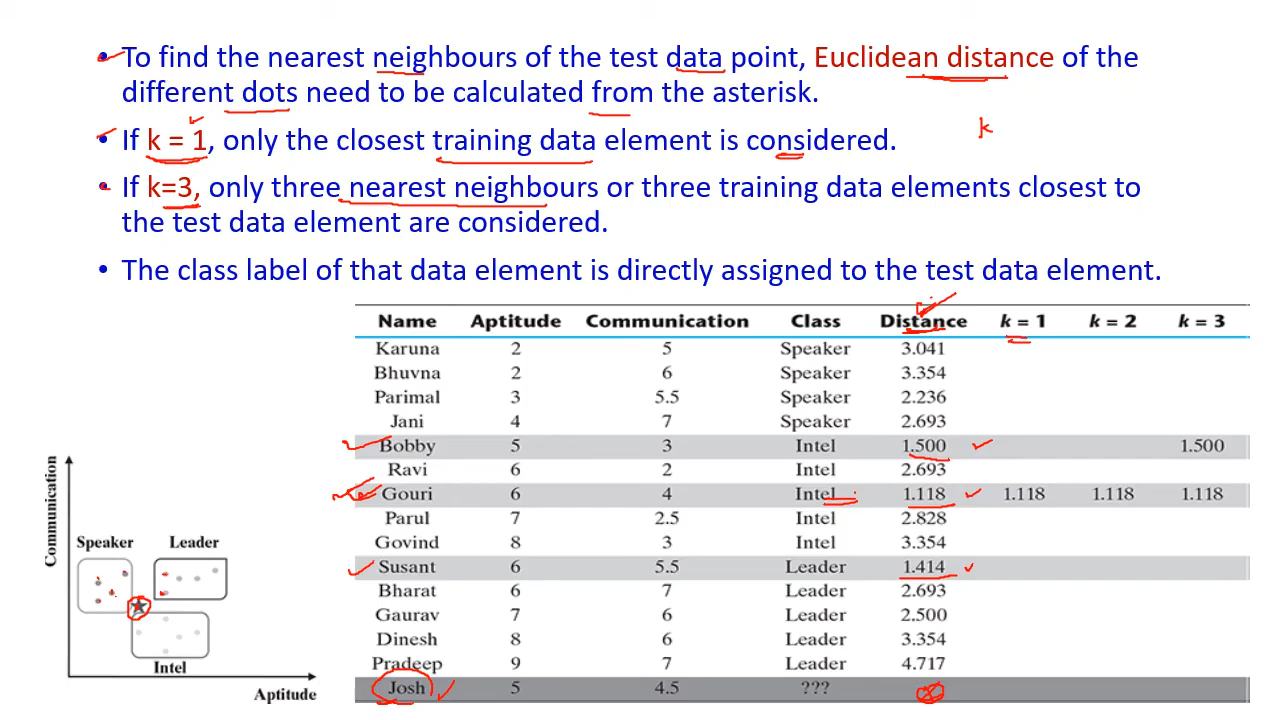 • To find the nearest neighbours of the test data point, Euclidean distance of the
different dots need to be calculated from the asterisk.
• If k = 1, only the closest training data element is considered.
k
• If k=3, only three nearest neighbours or three training data elements closest to
the test data element are considered.
• The class label of that data element is directly assigned to the test data element.
Name Aptitude Communication Class Distance k = 1 k = 2 k = 3
Karuna 2 5 Speaker 3.041
Bhuvna 2 6 Speaker 3.354
Parimal 3 5.5 Speaker 2.236
Jani 4 7 Speaker 2.693
Bobby 5 3 Intel 1.500 1.500
Ravi 6 2 Intel 2.693
Gouri 6 4 Intel 1.118 1.118 1.118 1.118
Parul 7 2.5 Intel 2.828
Govind 8 3 Intel 3.354
Susant 6 5.5 Leader 1.414
Bharat 6 7 Leader 2.693
Gaurav 7 6 Leader 2.500
Dinesh 8 6 Leader 3.354
Pradeep 9 7 Leader 4.717
Josh 5 4.5 ???
Communication
Speaker Leader
Intel
Aptitude